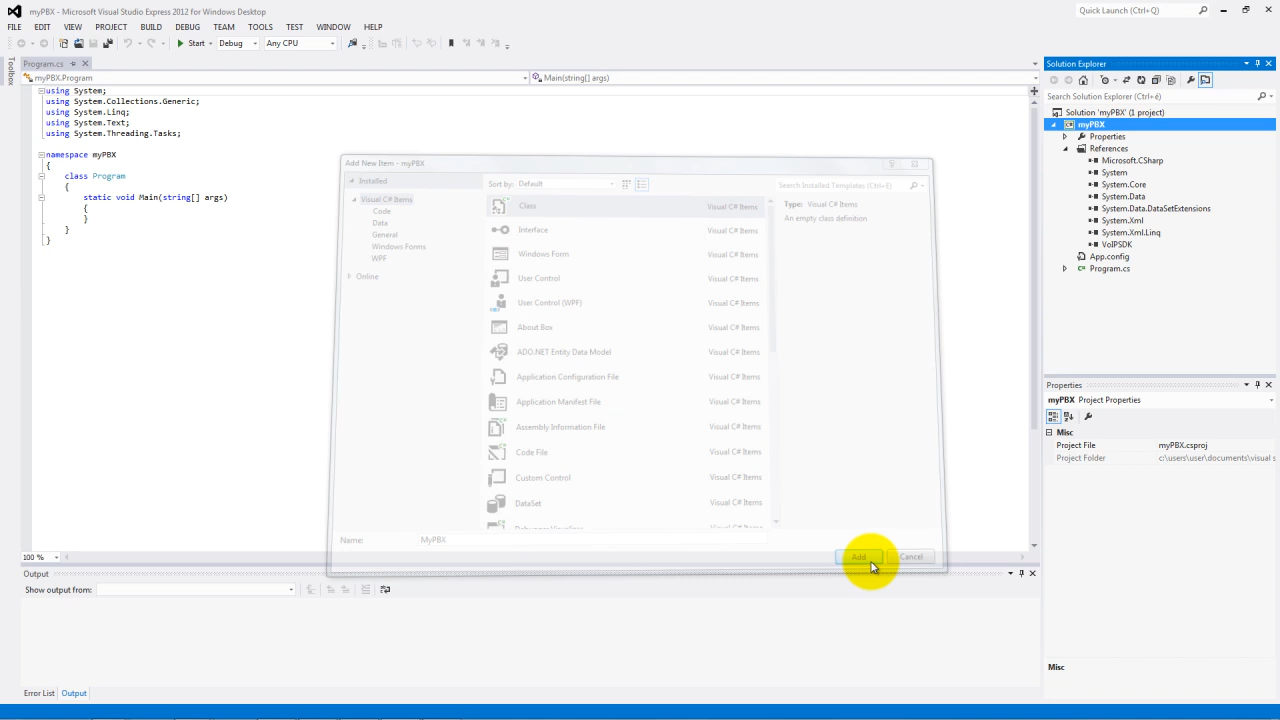 myPBX - Microsoft Visual Studio Express 2012 for Windows Desktop
Quick Launch (Ctrl+Q)
FILE EDIT VIEW PROJECT BUILD DEBUG TEAM TOOLS TEST WINDOW HELP
Start Debug Any CPU
Toolbox
Program.cs
myPBX.Program
Main(string[] args)
using System;
using System.Collections.Generic;
using System.Linq;
using System.Text;
using System.Threading.Tasks;
namespace myPBX
{
class Program
{
static void Main(string[] args)
{
}
}
}
100 %
Add New Item - myPBX
Installed
Visual C# Items
Code
Data
General
Windows Forms
WPF
Online
Sort by: Default
Search Installed Templates (Ctrl+E)
Class Visual C# Items
Interface Visual C# Items
Windows Form Visual C# Items
User Control Visual C# Items
User Control (WPF) Visual C# Items
About Box Visual C# Items
ADO.NET Entity Data Model Visual C# Items
Application Configuration File Visual C# Items
Application Manifest File Visual C# Items
Assembly Information File Visual C# Items
Code File Visual C# Items
Custom Control Visual C# Items
DataSet Visual C# Items
Debugger Visualizer Visual C# Items
Type: Visual C# Items
An empty class definition
Name: MyPBX
Add Cancel
Solution Explorer
Search Solution Explorer (Ctrl+é)
Solution 'myPBX' (1 project)
myPBX
Properties
References
Microsoft.CSharp
System
System.Core
System.Data
System.Data.DataSetExtensions
System.Xml
System.Xml.Linq
VoIPSDK
App.config
Program.cs
Properties
myPBX Project Properties
Misc
Project File myPBX.csproj
Project Folder c:\users\user\documents\visual s
Misc
Output
Show output from:
Error List Output